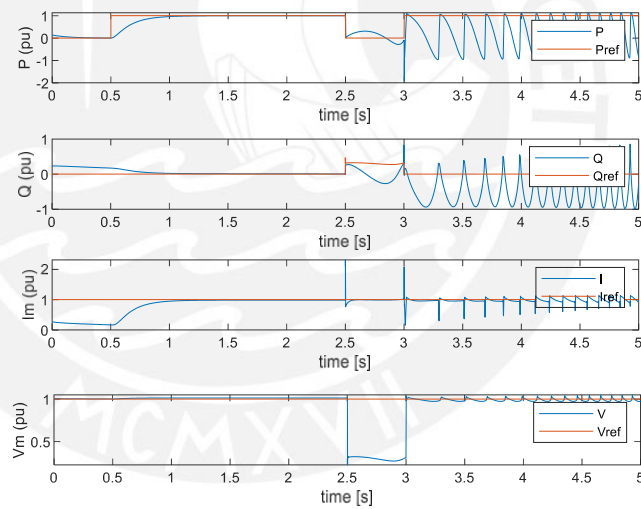 1
0
-1
-2
P (pu)
P
Pref
0 0.5 1 1.5 2 2.5 3 3.5 4 4.5 5
time [s]
1
0
-1
Q (pu)
Q
Qref
0 0.5 1 1.5 2 2.5 3 3.5 4 4.5 5
time [s]
2
1
0
Im (pu)
I
Iref
0 0.5 1 1.5 2 2.5 3 3.5 4 4.5 5
time [s]
1
0.5
Vm (pu)
V
Vref
0 0.5 1 1.5 2 2.5 3 3.5 4 4.5 5
time [s]
MCMXVII